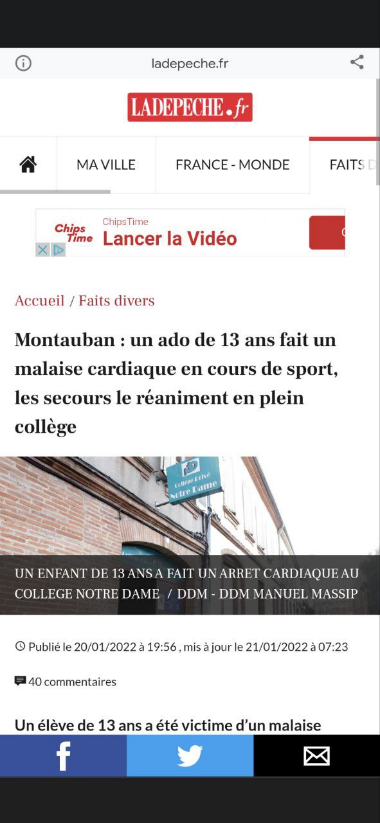 ladepeche.fr
LADEPECHE.fr
MA VILLE
FRANCE - MONDE
FAITS D
Chips
Time
ChipsTime
Lancer la Vidéo
Accueil / Faits divers
Montauban : un ado de 13 ans fait un
malaise cardiaque en cours de sport,
les secours le réaniment en plein
collège
Collège Privé
Notre Dame
UN ENFANT DE 13 ANS A FAIT UN ARRET CARDIAQUE AU
COLLEGE NOTRE DAME / DDM - DDM MANUEL MASSIP
Publié le 20/01/2022 à 19:56 , mis à jour le 21/01/2022 à 07:23
40 commentaires
Un élève de 13 ans a été victime d'un malaise